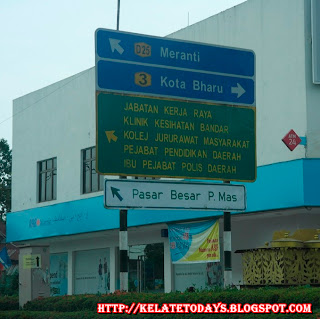 D25 Meranti
3 Kota Bharu
JABATAN KERJA RAYA
KLINIK KESIHATAN BANDAR
KOLEJ JURURAWAT MASYARAKAT
PEJABAT PENDIDIKAN DAERAH
IBU PEJABAT POLIS DAERAH
Pasar Besar P. Mas
24
HTTP://KELATETODAYS.BLOGSPOT.COM